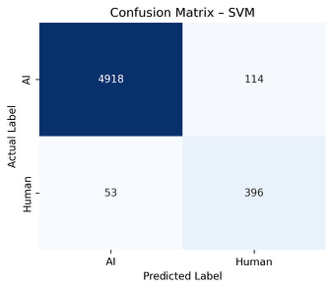 Confusion Matrix – SVM
Actual Label
AI
4918
114
Human
53
396
AI
Human
Predicted Label